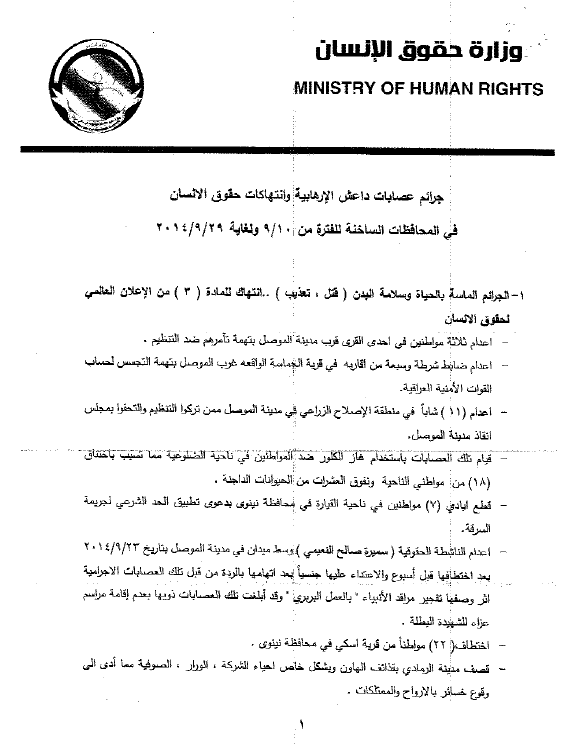 وزارة حقوق الإنسان
MINISTRY OF HUMAN RIGHTS
جرائم عصابات داعش الإرهابية وانتهاكات حقوق الانسان
في المحافظات الساخنة للفترة من ٩/١٠ ولغاية ٢٠١٤/٩/٢٩
١- الجرائم الماسة بالحياة وسلامة البدن ( قتل ، تعذيب ) ..انتهاك للمادة ( ٣ ) من الإعلان العالمي
لحقوق الانسان
- اعدام ثلاثة مواطنين في احدى القرى قرب مدينة الموصل بتهمة تآمرهم ضد التنظيم .
- اعدام ضابط شرطة وسبعة من اقاربه في قرية الجماسة الواقعه غرب الموصل بتهمة التجسس لحساب
القوات الأمنية العراقية.
- اعدام (١١) شاباً في منطقة الإصلاح الزراعي في مدينة الموصل ممن تركوا التنظيم والتحقوا بمجلس
انقاذ مدينة الموصل.
- قيام تلك العصابات باستخدام غاز الكلور ضد المواطنين في ناحية الضلوعية مما تسبب باختناق
(١٨) من مواطني الناحية ونفوق العشرات من الحيوانات الداجنة .
- قطع ايادي (٧) مواطنين في ناحية القيارة في محافظة نينوى بدعوى تطبيق الحد الشرعي لجريمة
السرقة.
- اعدام الناشطة الحقوقية ( سميرة صالح النعيمي ) وسط ميدان في مدينة الموصل بتاريخ ٢٠١٤/٩/٢٣
بعد اختطافها قبل أسبوع والاعتداء عليها جنسياً بعد اتهامها بالردة من قبل تلك العصابات الاجرامية
اثر وصفها تفجير مراقد الأنبياء " بالعمل البربري " وقد أبلغت تلك العصابات ذويها بعدم إقامة مراسم
عزاء للشهيدة البطلة .
- اختطاف( ٢٢) مواطناً من قرية اسكي في محافظة نينوى .
- قصف مدينة الرمادي بقذائف الهاون وبشكل خاص احياء الشركة ، الورار ، الصوفية مما أدى الى
وقوع خسائر بالارواح والممتلكات .
١